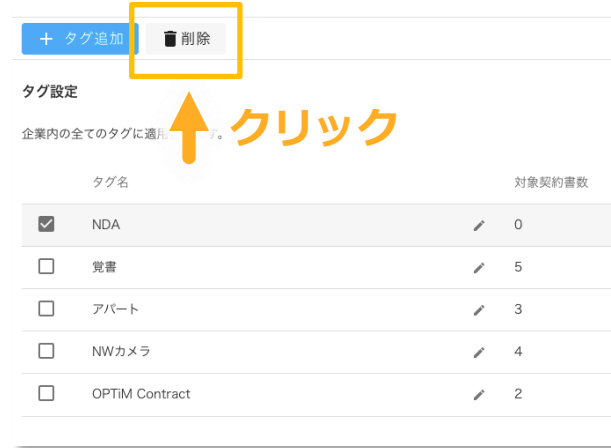 + タグ追加 削除
タグ設定
クリック
企業内の全てのタグに適用 す。
タグ名 対象契約書数
NDA 0
覚書 5
アパート 3
NWカメラ 4
OPTiM Contract 2